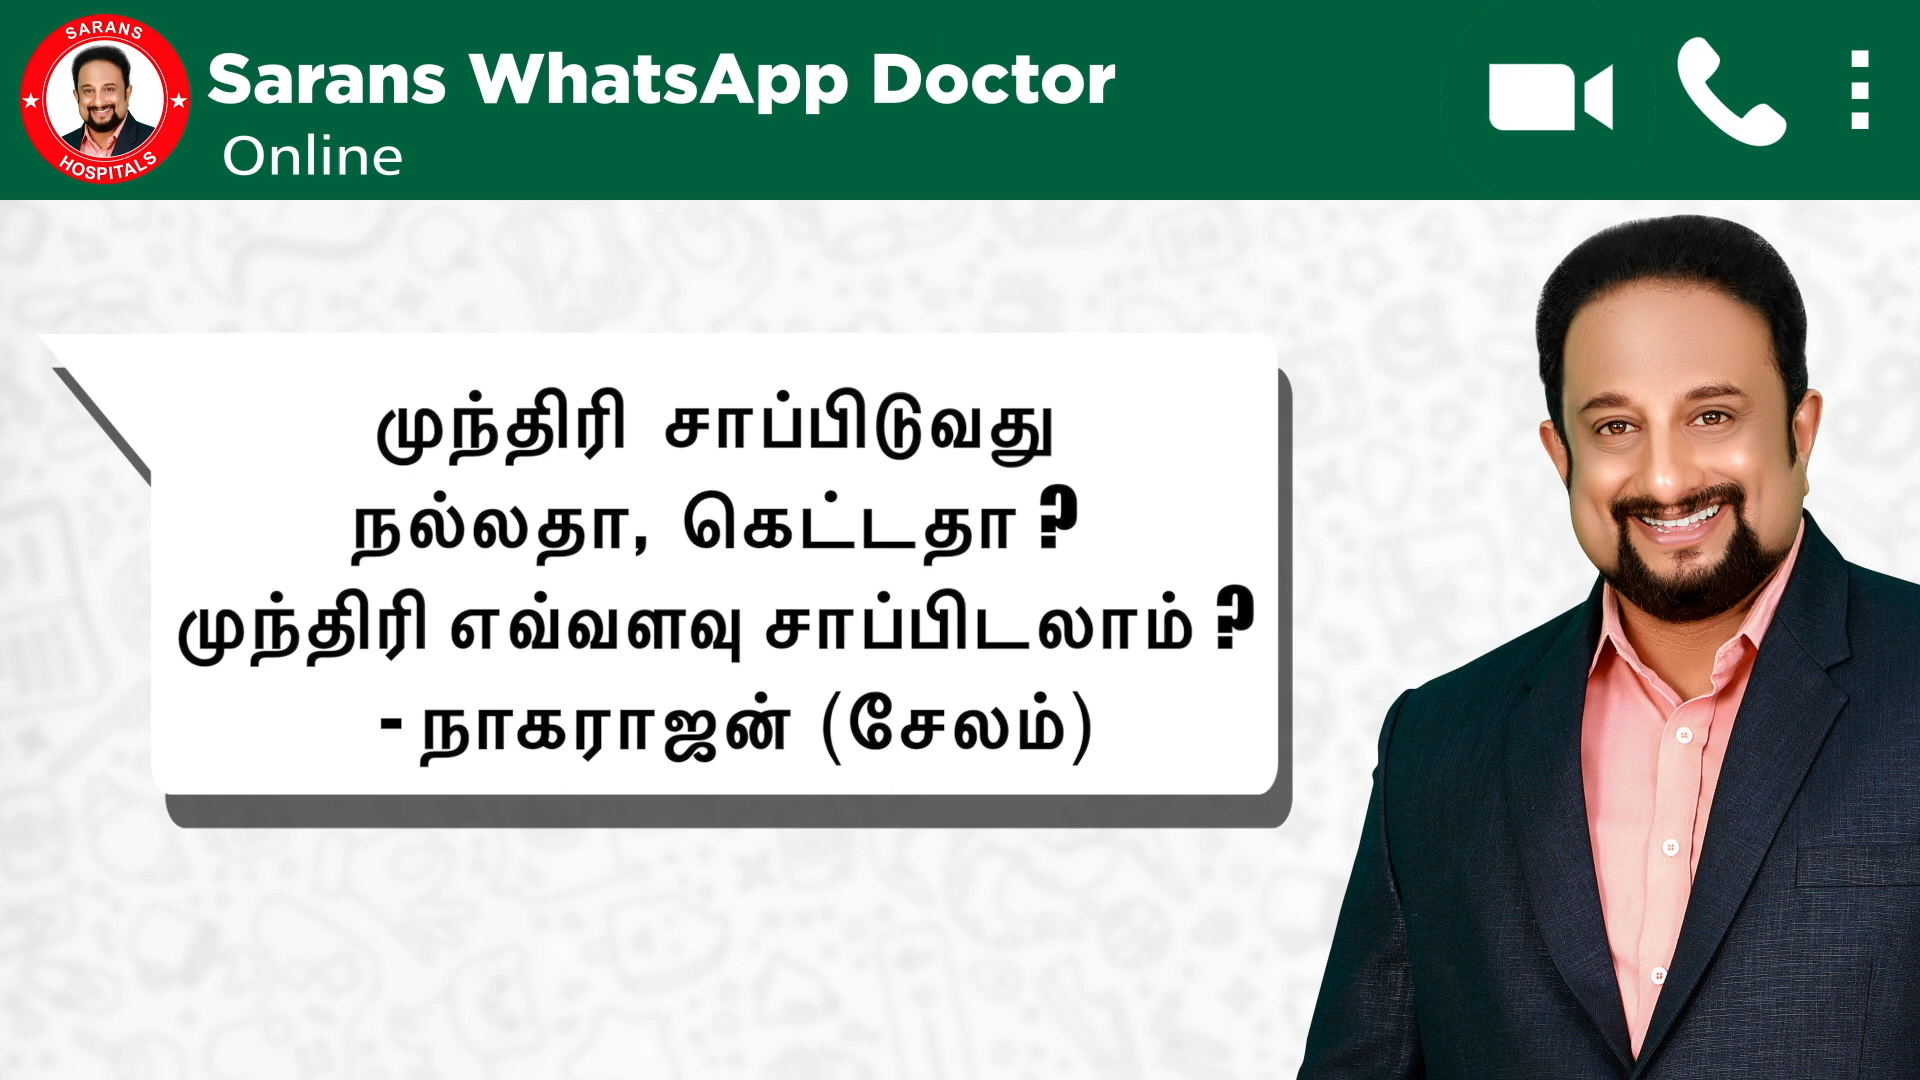 SARANS
HOSPITALS
Sarans WhatsApp Doctor
Online
முந்திரி சாப்பிடுவது
நல்லதா, கெட்டதா ?
முந்திரி எவ்வளவு சாப்பிடலாம் ?
- நாகராஜன் (சேலம்)